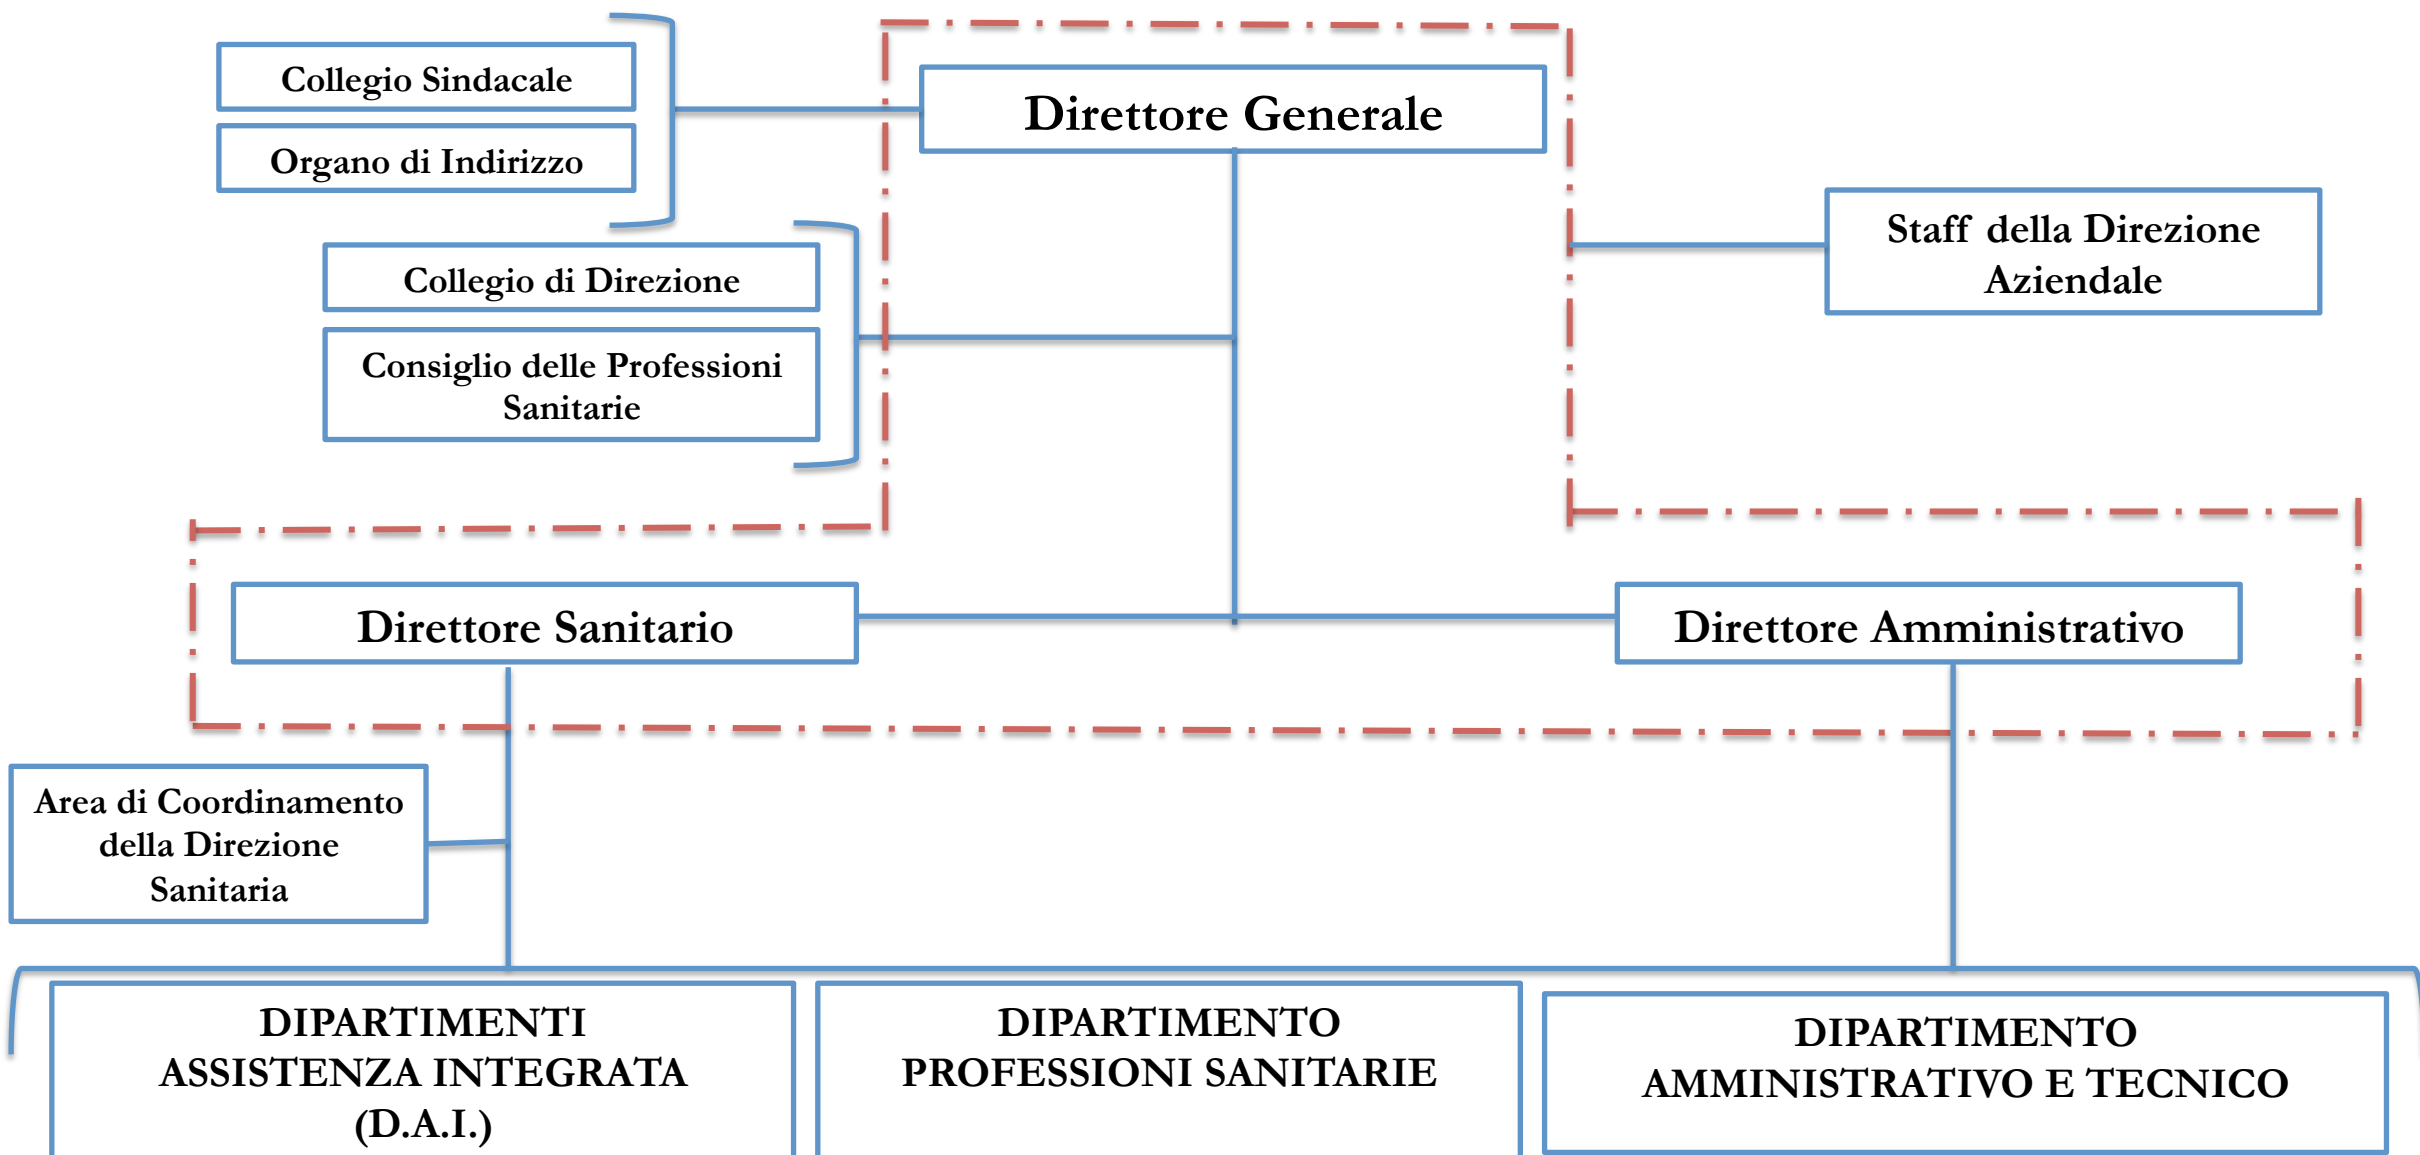 Collegio Sindacale
Organo di Indirizzo
Direttore Generale
Collegio di Direzione
Consiglio delle Professioni
Sanitarie
Staff della Direzione
Aziendale
Direttore Sanitario
Direttore Amministrativo
Area di Coordinamento
della Direzione
Sanitaria
DIPARTIMENTI
ASSISTENZA INTEGRATA
(D.A.I.)
DIPARTIMENTO
PROFESSIONI SANITARIE
DIPARTIMENTO
AMMINISTRATIVO E TECNICO